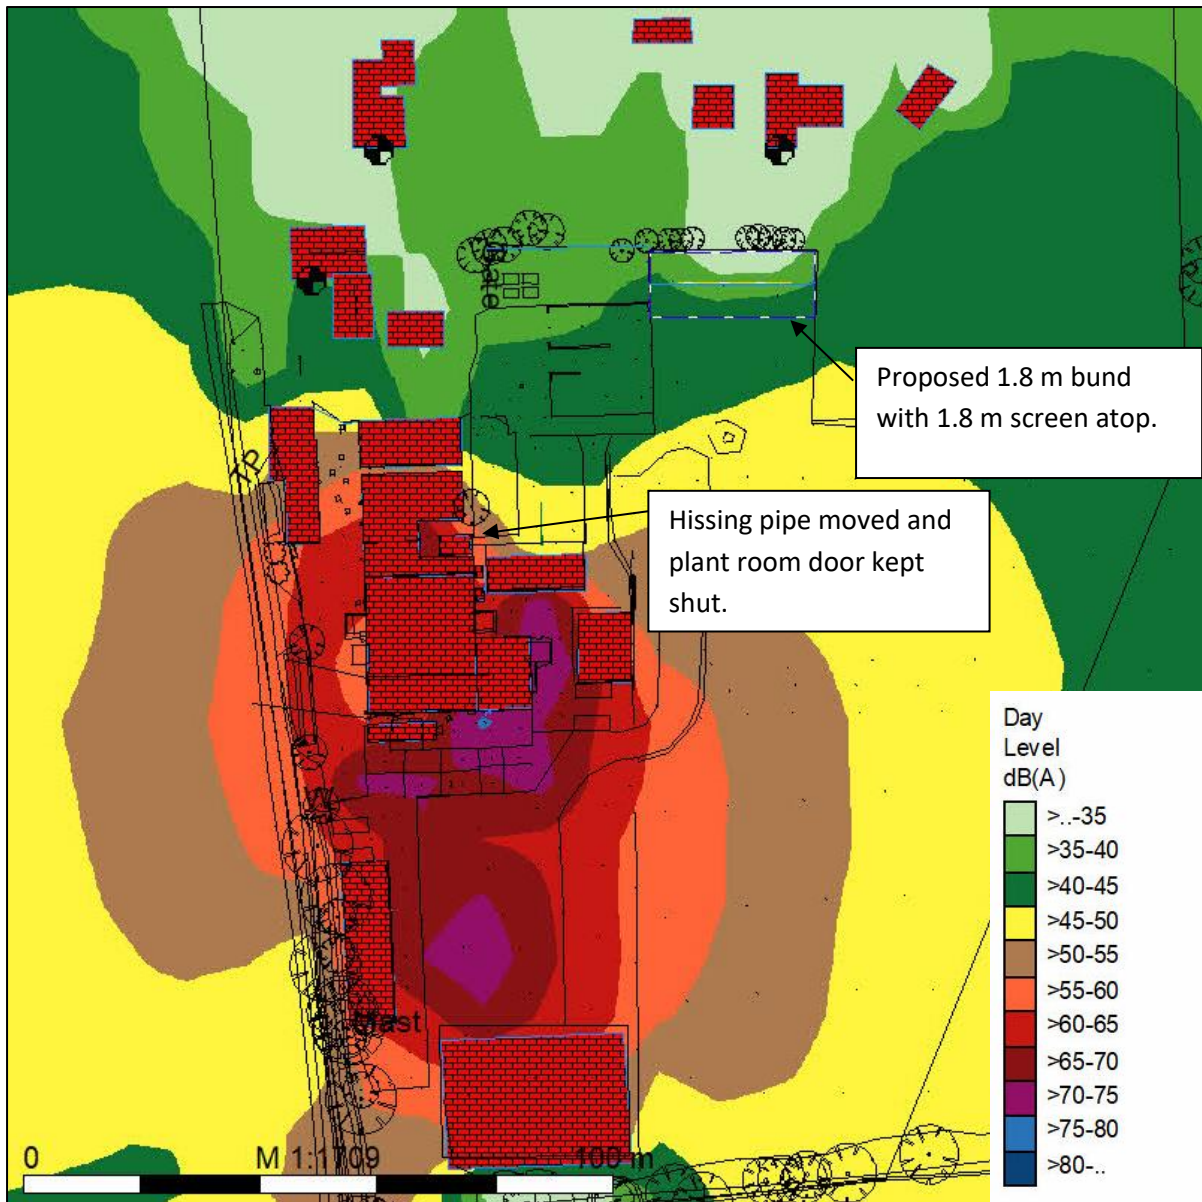 Gate
Proposed 1.8 m bund
with 1.8 m screen atop.
TP
Hissing pipe moved and
plant room door kept
shut.
Day
Level
dB(A)
>..-35
>35-40
>40-45
>45-50
>50-55
>55-60
>60-65
>65-70
>70-75
>75-80
>80-..
Mast
0 M 1:1709 100 m